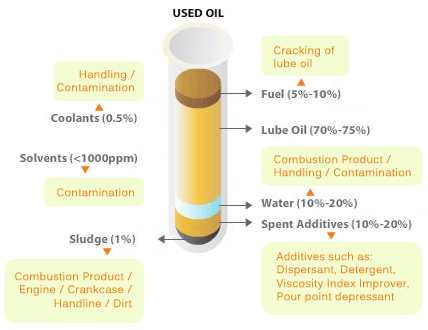 USED OIL
Handling /
Contamination
Coolants (0.5%)
Solvents (<1000ppm)
Contamination
Sludge (1%)
Combustion Product /
Engine / Crankcase /
Handline / Dirt
Cracking of
lube oil
Fuel (5%-10%)
Lube Oil (70%-75%)
Combustion Product /
Handling / Contamination
Water (10%-20%)
Spent Additives (10%-20%)
Additives such as:
Dispersant, Detergent,
Viscosity Index Improver,
Pour point depressant